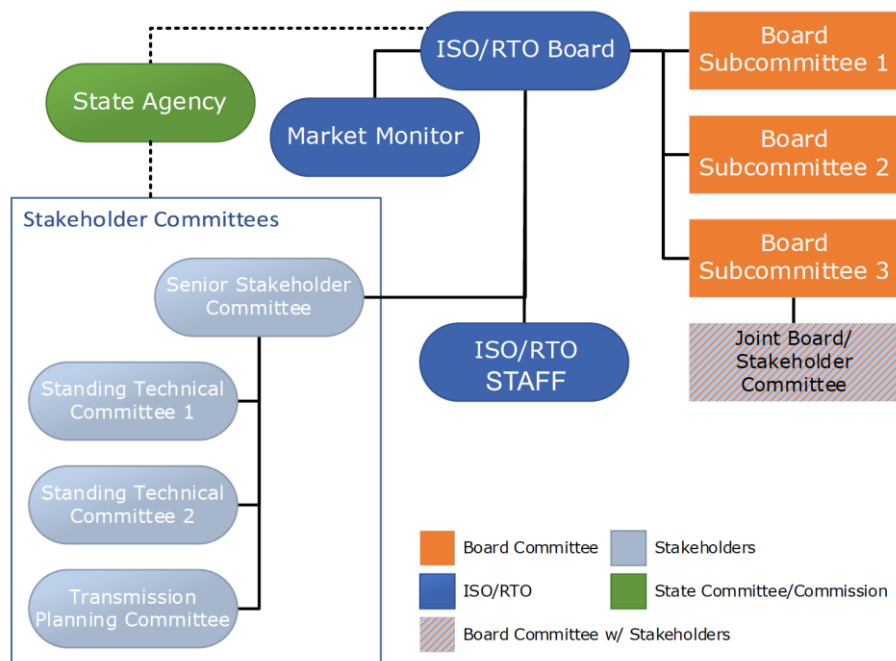 ISO/RTO Board
Board
Subcommittee 1
State Agency
Market Monitor
Board
Subcommittee 2
Stakeholder Committees
Board
Subcommittee 3
Senior Stakeholder
Committee
Joint Board/
Stakeholder
Committee
ISO/RTO
STAFF
Standing Technical
Committee 1
Standing Technical
Committee 2
Transmission
Planning Committee
Board Committee
Stakeholders
ISO/RTO
State Committee/Commission
Board Committee w/ Stakeholders